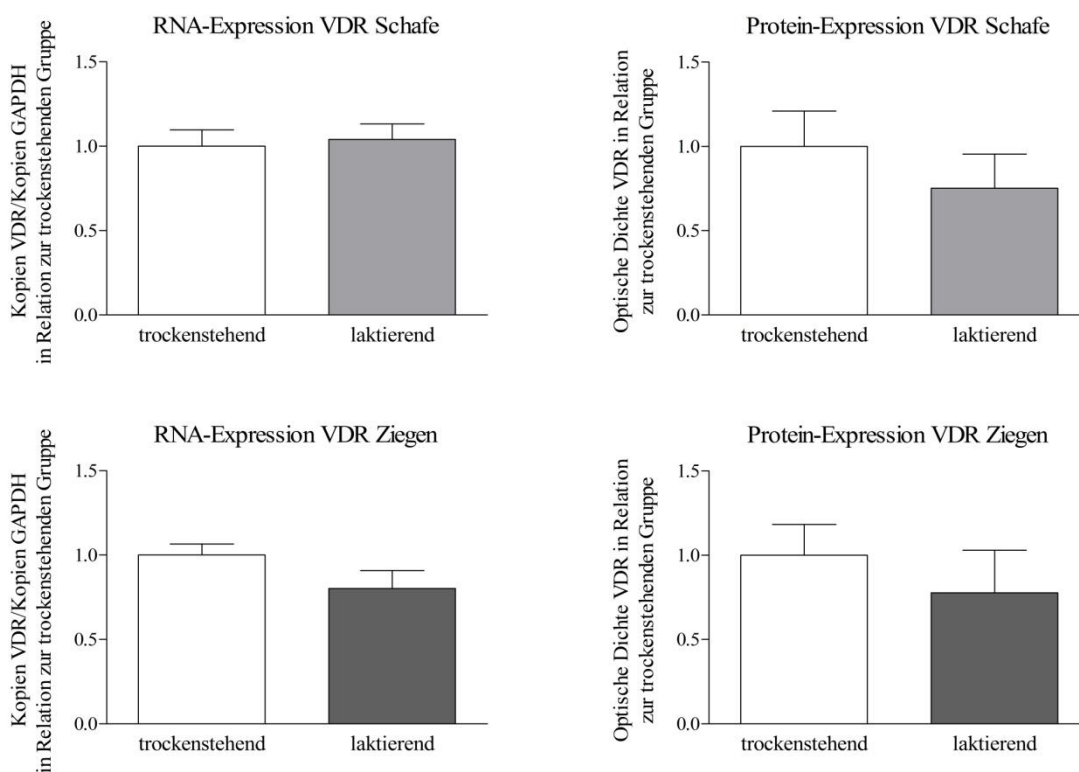 RNA-Expression VDR Schafe
Kopien VDR/Kopien GAPDH
in Relation zur trockenstehenden Gruppe
1.5
1.0
0.5
0.0
trockenstehend
laktierend
Protein-Expression VDR Schafe
Optische Dichte VDR in Relation
zur trockenstehenden Gruppe
1.5
1.0
0.5
0.0
trockenstehend
laktierend
RNA-Expression VDR Ziegen
Kopien VDR/Kopien GAPDH
in Relation zur trockenstehenden Gruppe
1.5
1.0
0.5
0.0
trockenstehend
laktierend
Protein-Expression VDR Ziegen
Optische Dichte VDR in Relation
zur trockenstehenden Gruppe
1.5
1.0
0.5
0.0
trockenstehend
laktierend